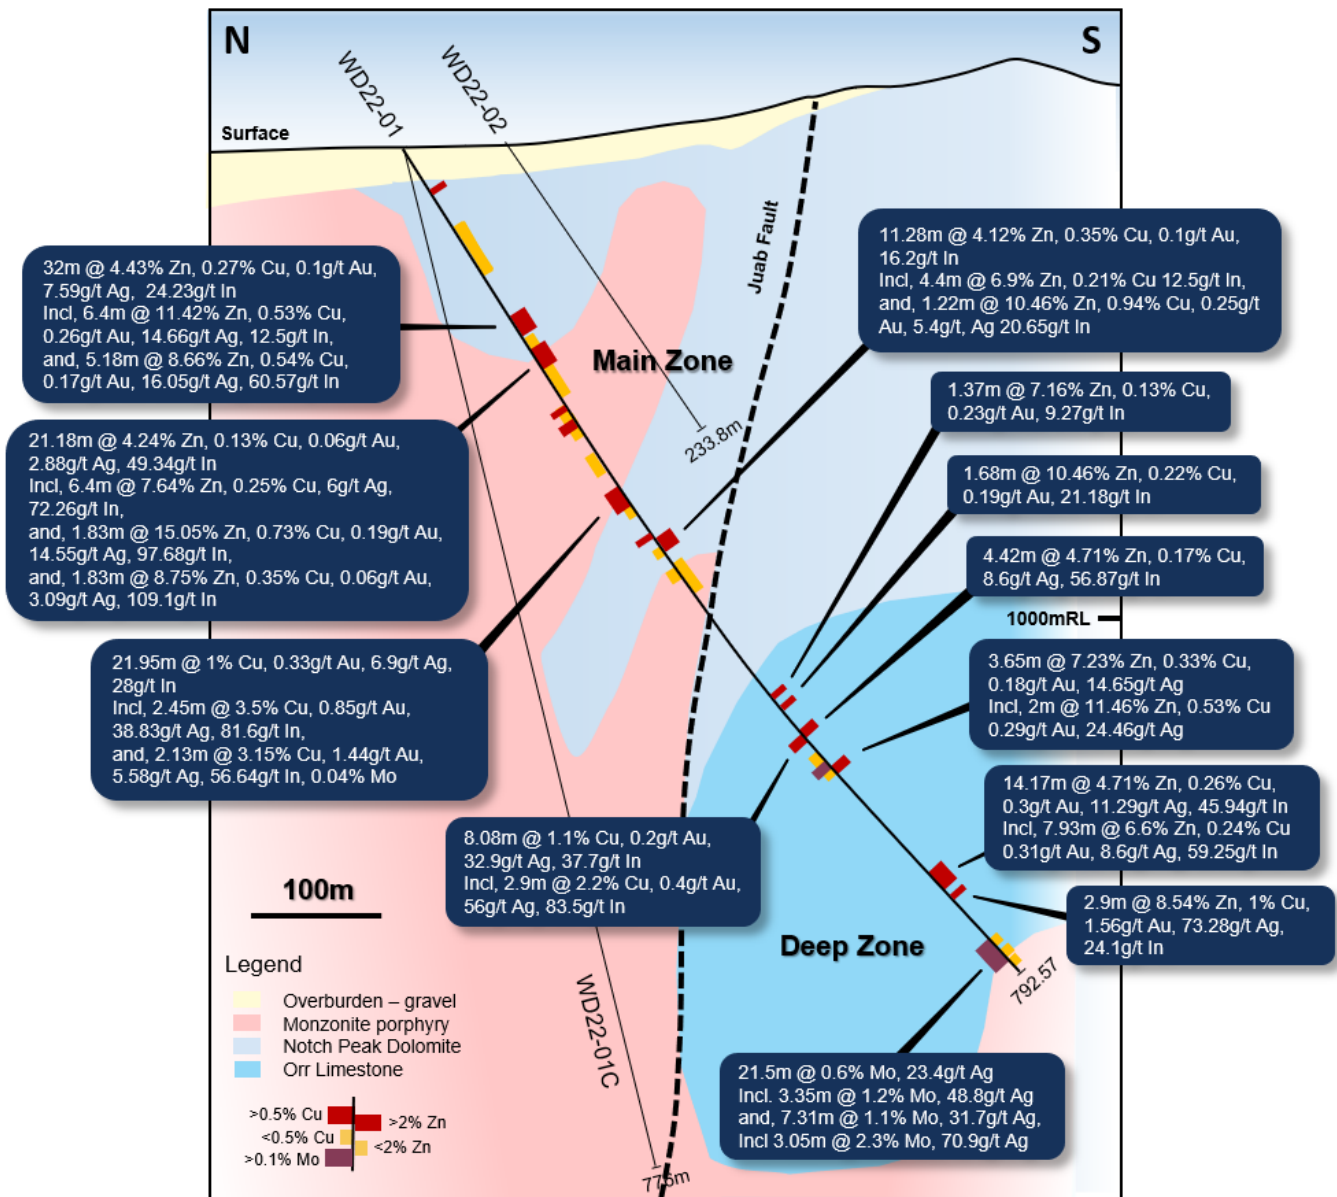 N
S
WD22-01
WD22-02
Surface
Juab Fault
32m @ 4.43% Zn, 0.27% Cu, 0.1g/t Au,
7.59g/t Ag, 24.23g/t In
Incl, 6.4m @ 11.42% Zn, 0.53% Cu,
0.26g/t Au, 14.66g/t Ag, 12.5g/t In,
and, 5.18m @ 8.66% Zn, 0.54% Cu,
0.17g/t Au, 16.05g/t Ag, 60.57g/t In
11.28m @ 4.12% Zn, 0.35% Cu, 0.1g/t Au,
16.2g/t In
Incl, 4.4m @ 6.9% Zn, 0.21% Cu 12.5g/t In,
and, 1.22m @ 10.46% Zn, 0.94% Cu, 0.25g/t
Au, 5.4g/t, Ag 20.65g/t In
Main Zone
233.8m
1.37m @ 7.16% Zn, 0.13% Cu,
0.23g/t Au, 9.27g/t In
21.18m @ 4.24% Zn, 0.13% Cu, 0.06g/t Au,
2.88g/t Ag, 49.34g/t In
Incl, 6.4m @ 7.64% Zn, 0.25% Cu, 6g/t Ag,
72.26g/t In,
and, 1.83m @ 15.05% Zn, 0.73% Cu, 0.19g/t Au,
14.55g/t Ag, 97.68g/t In,
and, 1.83m @ 8.75% Zn, 0.35% Cu, 0.06g/t Au,
3.09g/t Ag, 109.1g/t In
1.68m @ 10.46% Zn, 0.22% Cu,
0.19g/t Au, 21.18g/t In
4.42m @ 4.71% Zn, 0.17% Cu,
8.6g/t Ag, 56.87g/t In
1000mRL
21.95m @ 1% Cu, 0.33g/t Au, 6.9g/t Ag,
28g/t In
Incl, 2.45m @ 3.5% Cu, 0.85g/t Au,
38.83g/t Ag, 81.6g/t In,
and, 2.13m @ 3.15% Cu, 1.44g/t Au,
5.58g/t Ag, 56.64g/t In, 0.04% Mo
3.65m @ 7.23% Zn, 0.33% Cu,
0.18g/t Au, 14.65g/t Ag
Incl, 2m @ 11.46% Zn, 0.53% Cu
0.29g/t Au, 24.46g/t Ag
14.17m @ 4.71% Zn, 0.26% Cu,
0.3g/t Au, 11.29g/t Ag, 45.94g/t In
Incl, 7.93m @ 6.6% Zn, 0.24% Cu
0.31g/t Au, 8.6g/t Ag, 59.25g/t In
8.08m @ 1.1% Cu, 0.2g/t Au,
32.9g/t Ag, 37.7g/t In
Incl, 2.9m @ 2.2% Cu, 0.4g/t Au,
56g/t Ag, 83.5g/t In
2.9m @ 8.54% Zn, 1% Cu,
1.56g/t Au, 73.28g/t Ag,
24.1g/t In
100m
Deep Zone
792.57
WD22-01C
Legend
Overburden – gravel
Monzonite porphyry
Notch Peak Dolomite
Orr Limestone
>0.5% Cu
>2% Zn
<0.5% Cu
<2% Zn
>0.1% Mo
21.5m @ 0.6% Mo, 23.4g/t Ag
Incl. 3.35m @ 1.2% Mo, 48.8g/t Ag
and, 7.31m @ 1.1% Mo, 31.7g/t Ag,
Incl 3.05m @ 2.3% Mo, 70.9g/t Ag
776m